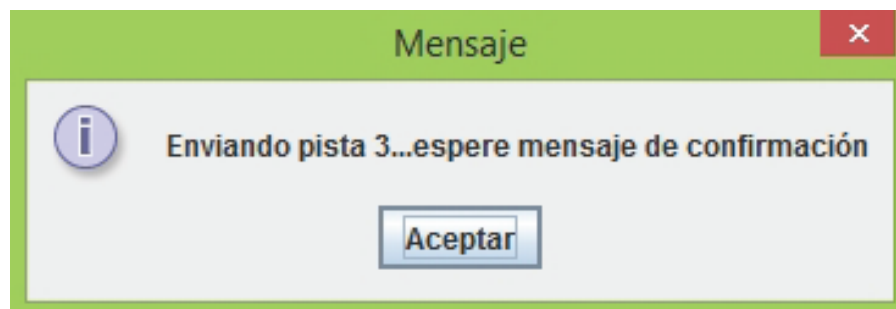 Mensaje
Enviando pista 3...espere mensaje de confirmación
Aceptar